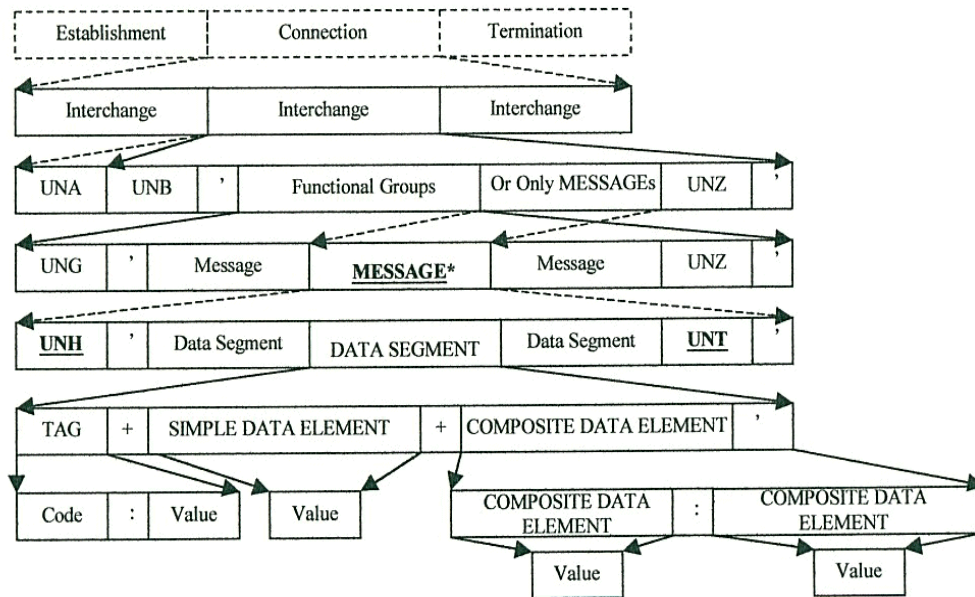 Establishment Connection Termination
Interchange Interchange Interchange
UNA UNB ’ Functional Groups Or Only MESSAGEs UNZ ’
UNG ’ Message MESSAGE* Message UNZ ’
UNH ’ Data Segment DATA SEGMENT Data Segment UNT ’
TAG + SIMPLE DATA ELEMENT + COMPOSITE DATA ELEMENT ’
Code : Value Value COMPOSITE DATA ELEMENT : COMPOSITE DATA ELEMENT
Value Value